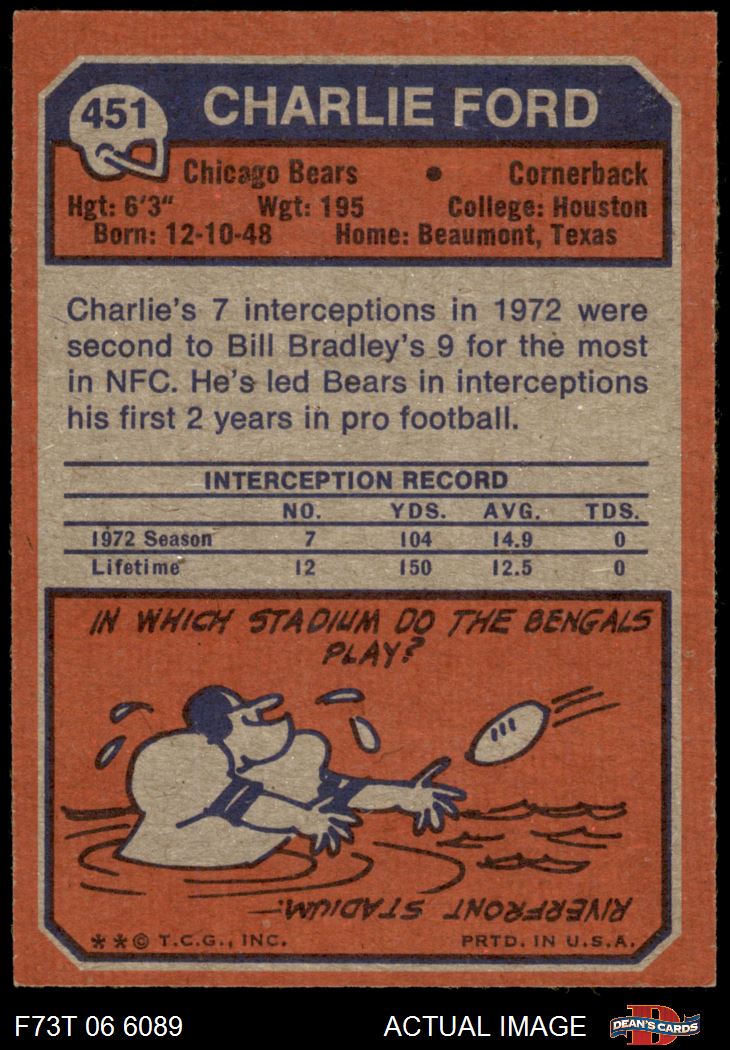 451
CHARLIE FORD
Chicago Bears • Cornerback
Hgt: 6'3" Wgt: 195 College: Houston
Born: 12-10-48 Home: Beaumont, Texas
Charlie's 7 interceptions in 1972 were
second to Bill Bradley's 9 for the most
in NFC. He's led Bears in interceptions
his first 2 years in pro football.
INTERCEPTION RECORD
NO. YDS. AVG. TDS.
1972 Season 7 104 14.9 0
Lifetime 12 150 12.5 0
IN WHICH STADIUM DO THE BENGALS
PLAY?
RIVERFRONT STADIUM.
**© T.C.G., INC. PRTD. IN U.S.A.
F73T 06 6089 ACTUAL IMAGE
D
DEAN'S CARDS